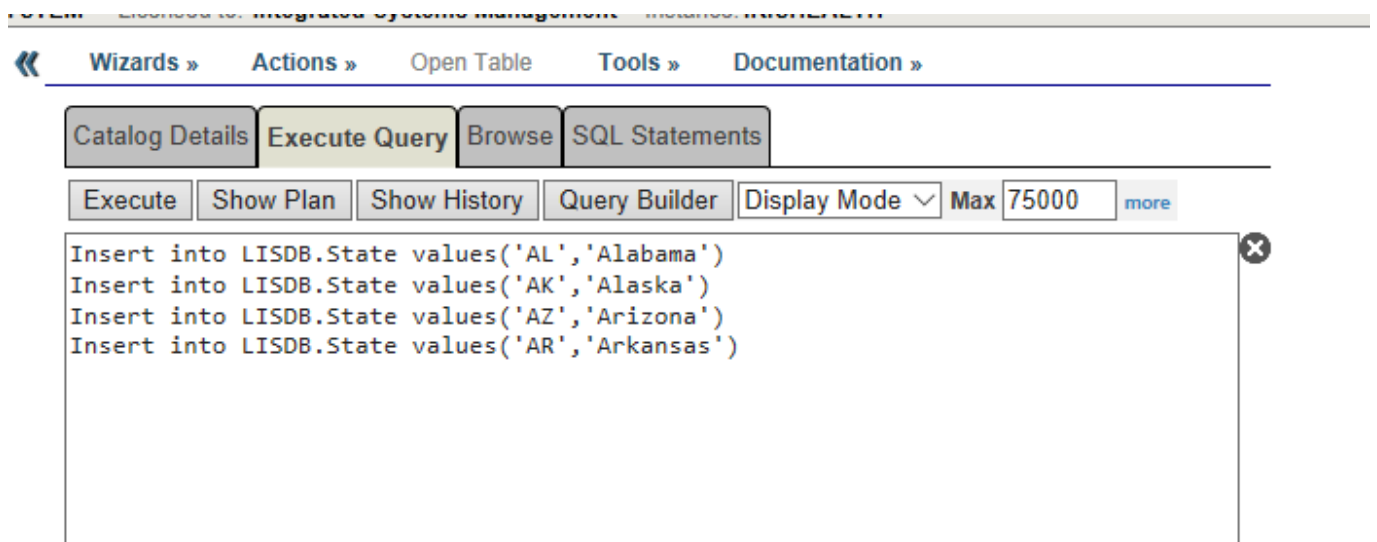 Wizards » Actions » Open Table Tools » Documentation »
Catalog Details Execute Query Browse SQL Statements
Execute Show Plan Show History Query Builder Display Mode Max 75000 more
Insert into LISDB.State values('AL','Alabama')
Insert into LISDB.State values('AK','Alaska')
Insert into LISDB.State values('AZ','Arizona')
Insert into LISDB.State values('AR','Arkansas')